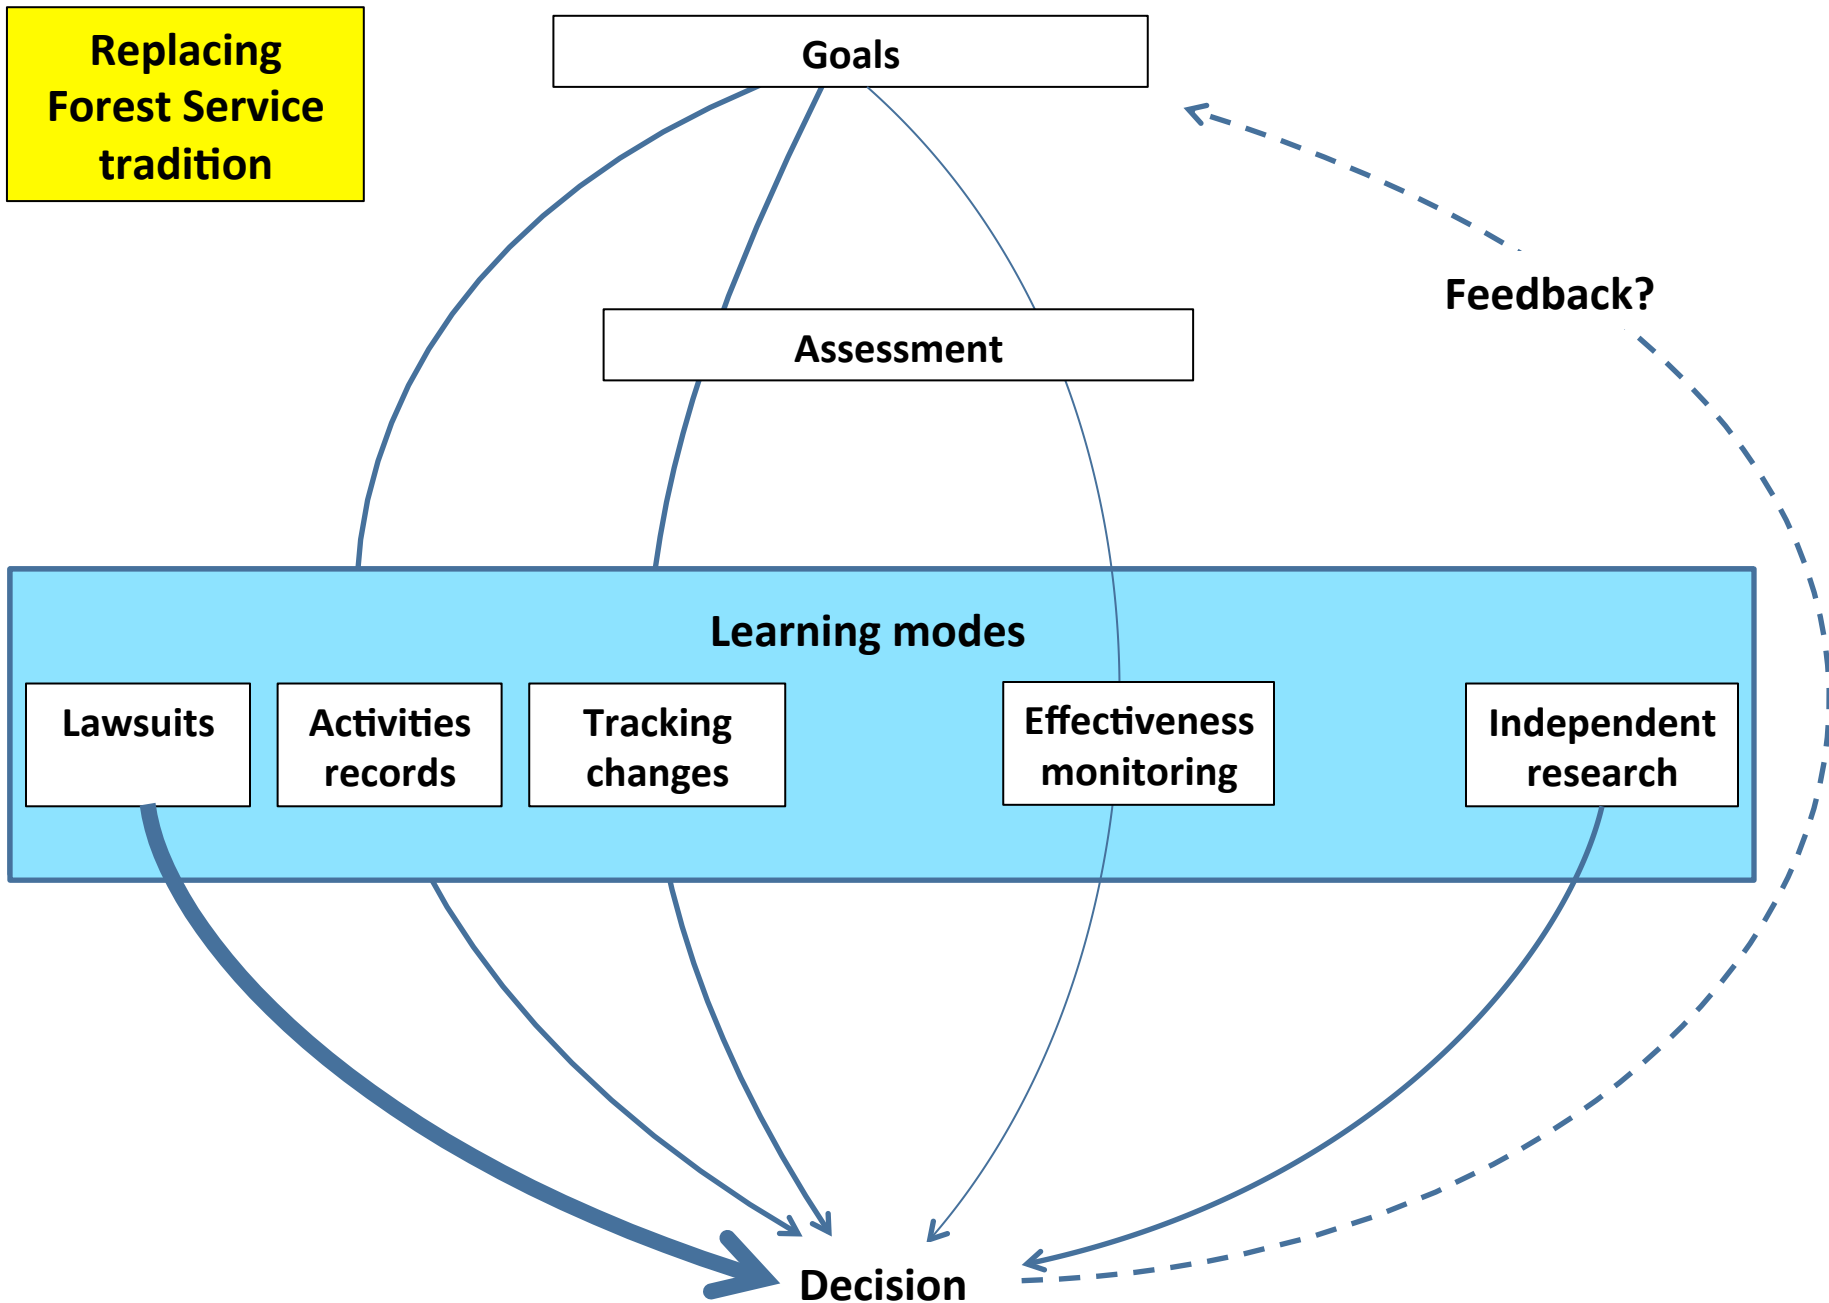 Replacing
Forest Service
tradition
Goals
Assessment
Feedback?
Learning modes
Lawsuits
Activities
records
Tracking
changes
Effectiveness
monitoring
Independent
research
Decision